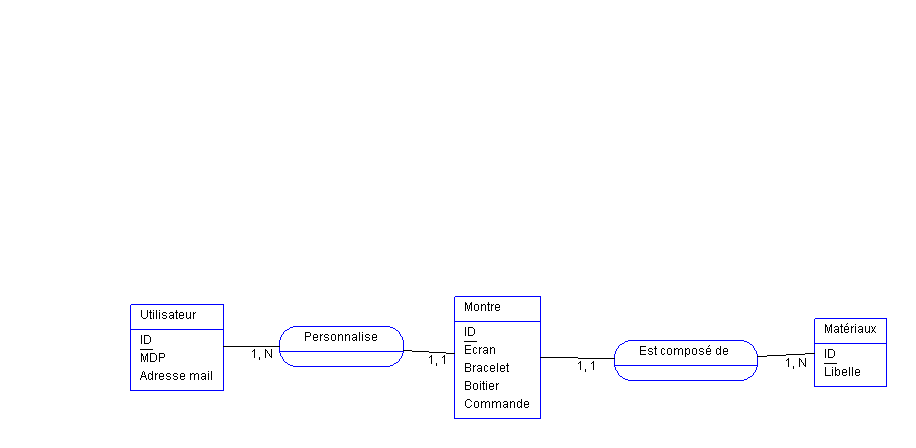 Utilisateur
ID
MDP
Adresse mail
1, N
Personnalise
1, 1
Montre
ID
Ecran
Bracelet
Boitier
Commande
1, 1
Est composé de
1, N
Matériaux
ID
Libelle